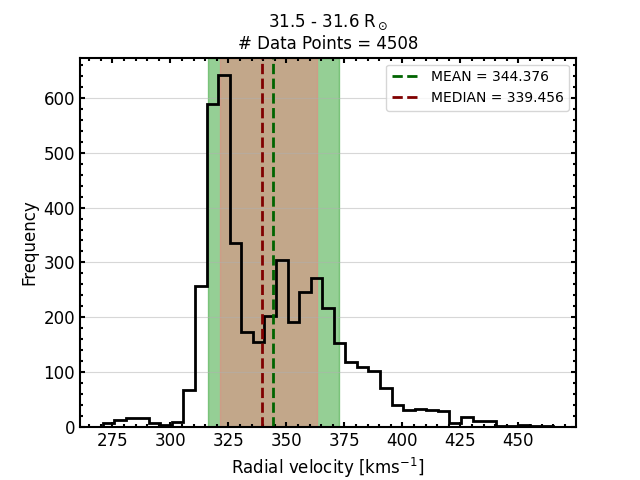 31.5 - 31.6 R⊙
# Data Points = 4508
MEAN = 344.376
MEDIAN = 339.456
Frequency
600
500
400
300
200
100
0
275 300 325 350 375 400 425 450
Radial velocity [kms⁻¹]